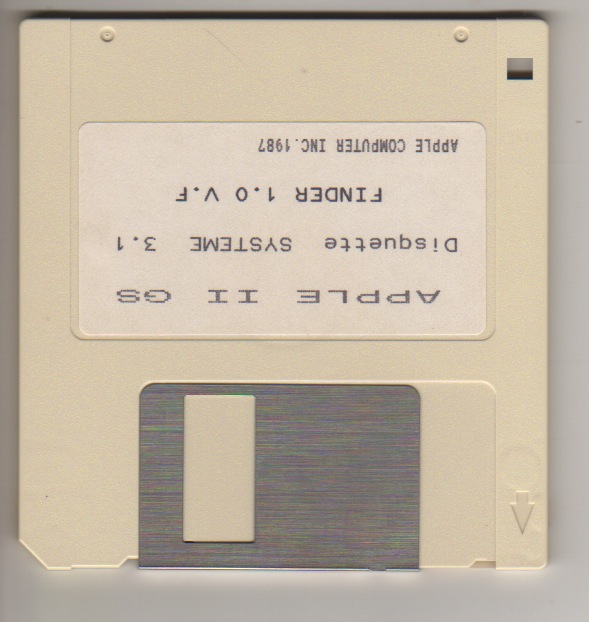 APPLE II GS
Disquette SYSTEME 3.1
FINDER 1.0 V.F
APPLE COMPUTER INC.1987